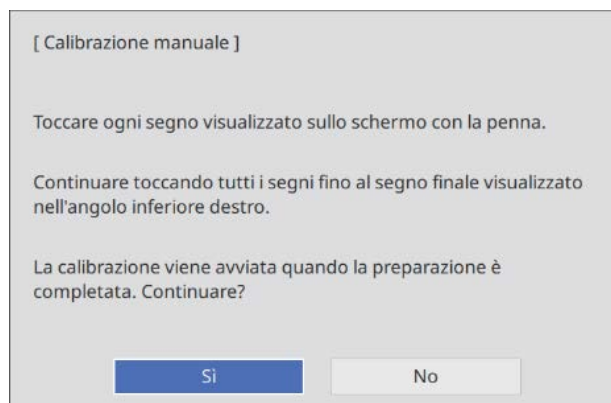 [ Calibrazione manuale ]
Toccare ogni segno visualizzato sullo schermo con la penna.
Continuare toccando tutti i segni fino al segno finale visualizzato
nell'angolo inferiore destro.
La calibrazione viene avviata quando la preparazione è
completata. Continuare?
Sì
No